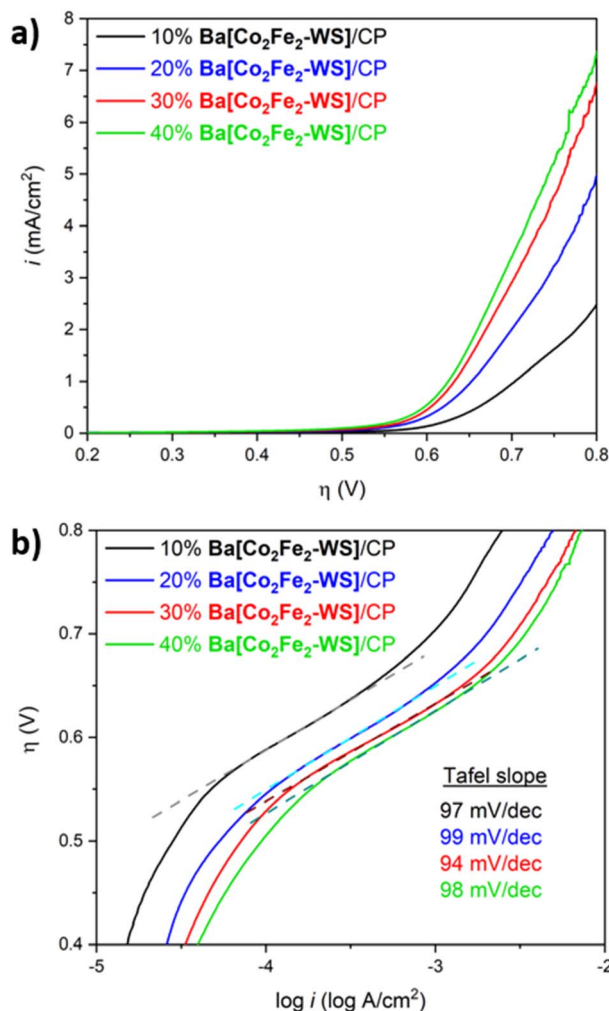 a)
10% Ba[Co₂Fe₂-WS]/CP
20% Ba[Co₂Fe₂-WS]/CP
30% Ba[Co₂Fe₂-WS]/CP
40% Ba[Co₂Fe₂-WS]/CP
8
7
6
5
4
3
2
1
0
i (mA/cm²)
0.2 0.3 0.4 0.5 0.6 0.7 0.8
η (V)
b)
10% Ba[Co₂Fe₂-WS]/CP
20% Ba[Co₂Fe₂-WS]/CP
30% Ba[Co₂Fe₂-WS]/CP
40% Ba[Co₂Fe₂-WS]/CP
0.8
0.7
0.6
0.5
0.4
η (V)
Tafel slope
97 mV/dec
99 mV/dec
94 mV/dec
98 mV/dec
-5 -4 -3 -2
log i (log A/cm²)